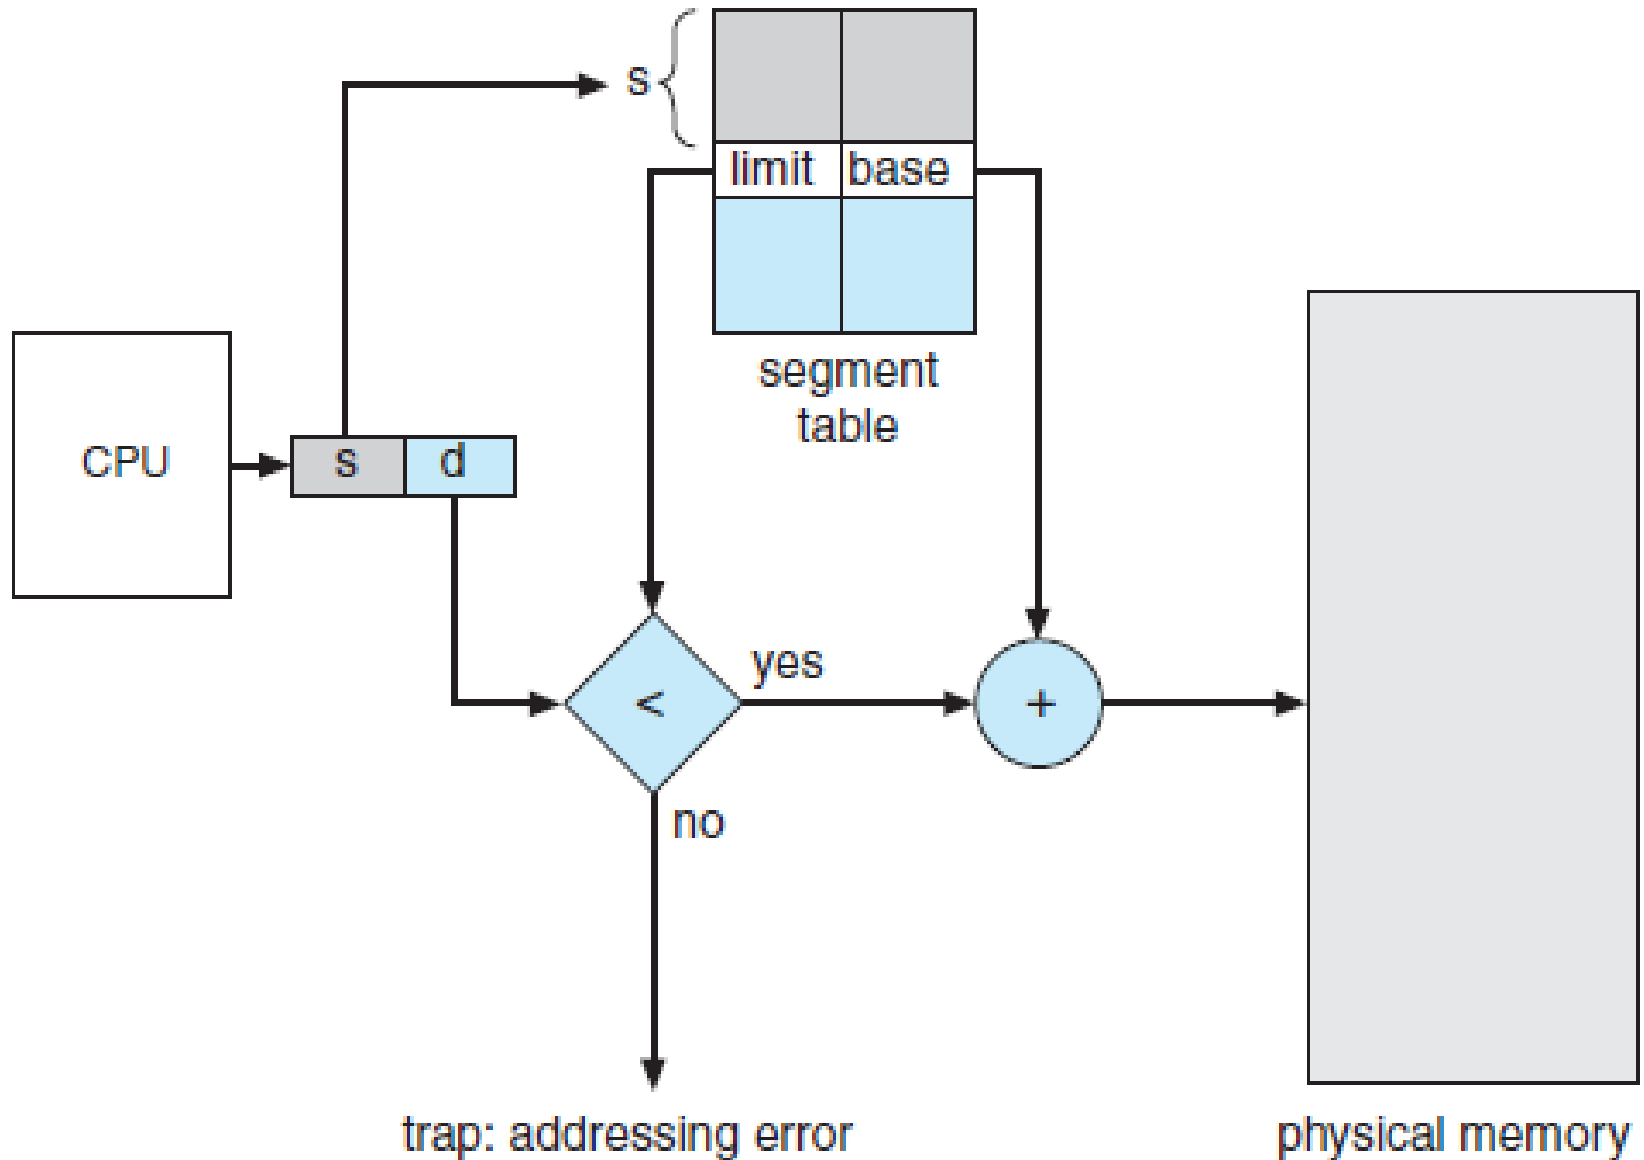 s
limit base
segment
table
CPU
s d
yes
<
+
no
trap: addressing error
physical memory